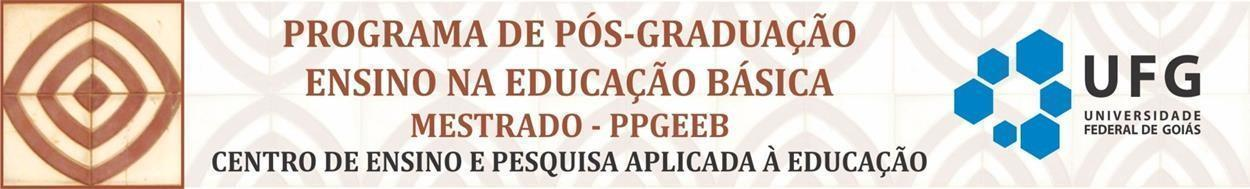 PROGRAMA DE PÓS-GRADUAÇÃO
ENSINO NA EDUCAÇÃO BÁSICA
MESTRADO - PPGEEB
CENTRO DE ENSINO E PESQUISA APLICADA À EDUCAÇÃO
UFG
UNIVERSIDADE
FEDERAL DE GOIÁS